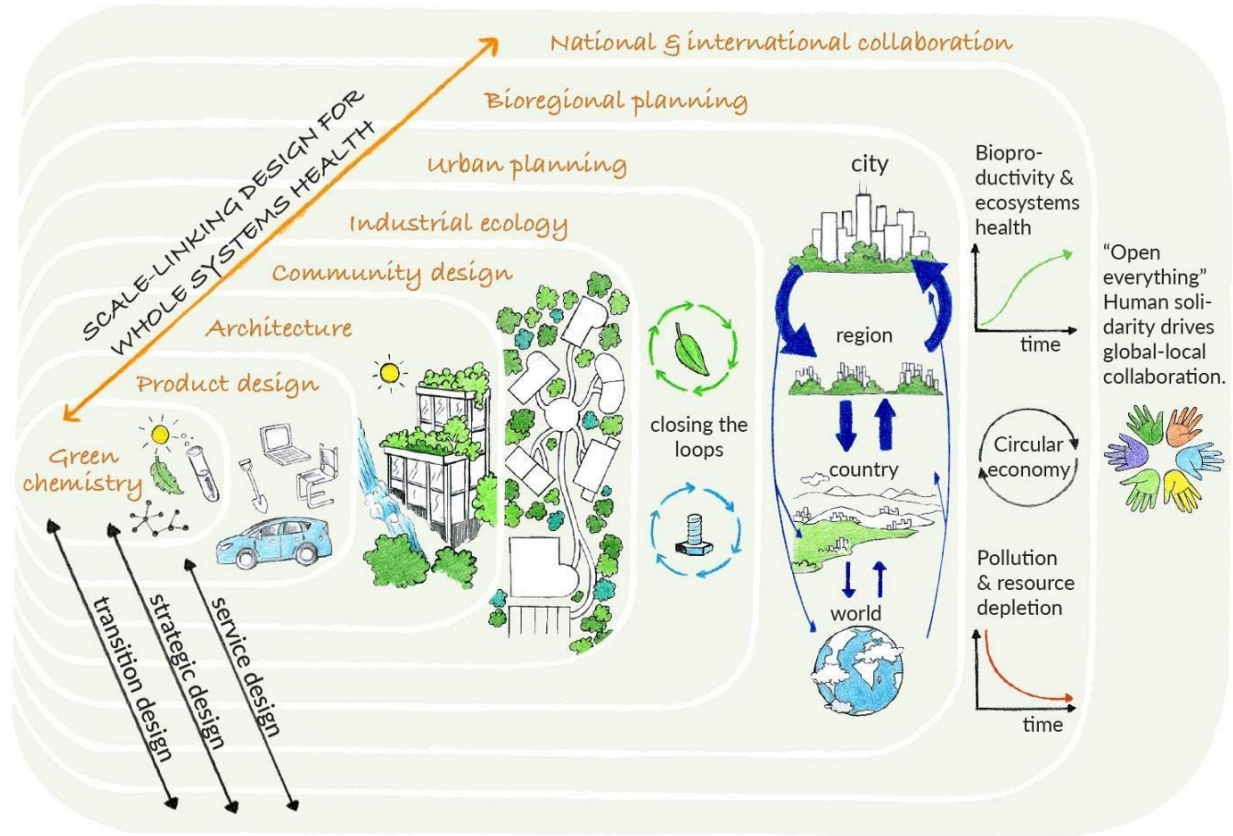 National & international collaboration
Bioregional planning
Urban planning
Industrial ecology
Community design
Architecture
Product design
Green
chemistry
SCALE-LINKING DESIGN FOR
WHOLE SYSTEMS HEALTH
transition design
strategic design
service design
closing the
loops
city
region
country
world
Biopro-
ductivity &
ecosystems
health
time
Circular
economy
Pollution
& resource
depletion
time
“Open
everything”
Human soli-
darity drives
global-local
collaboration.